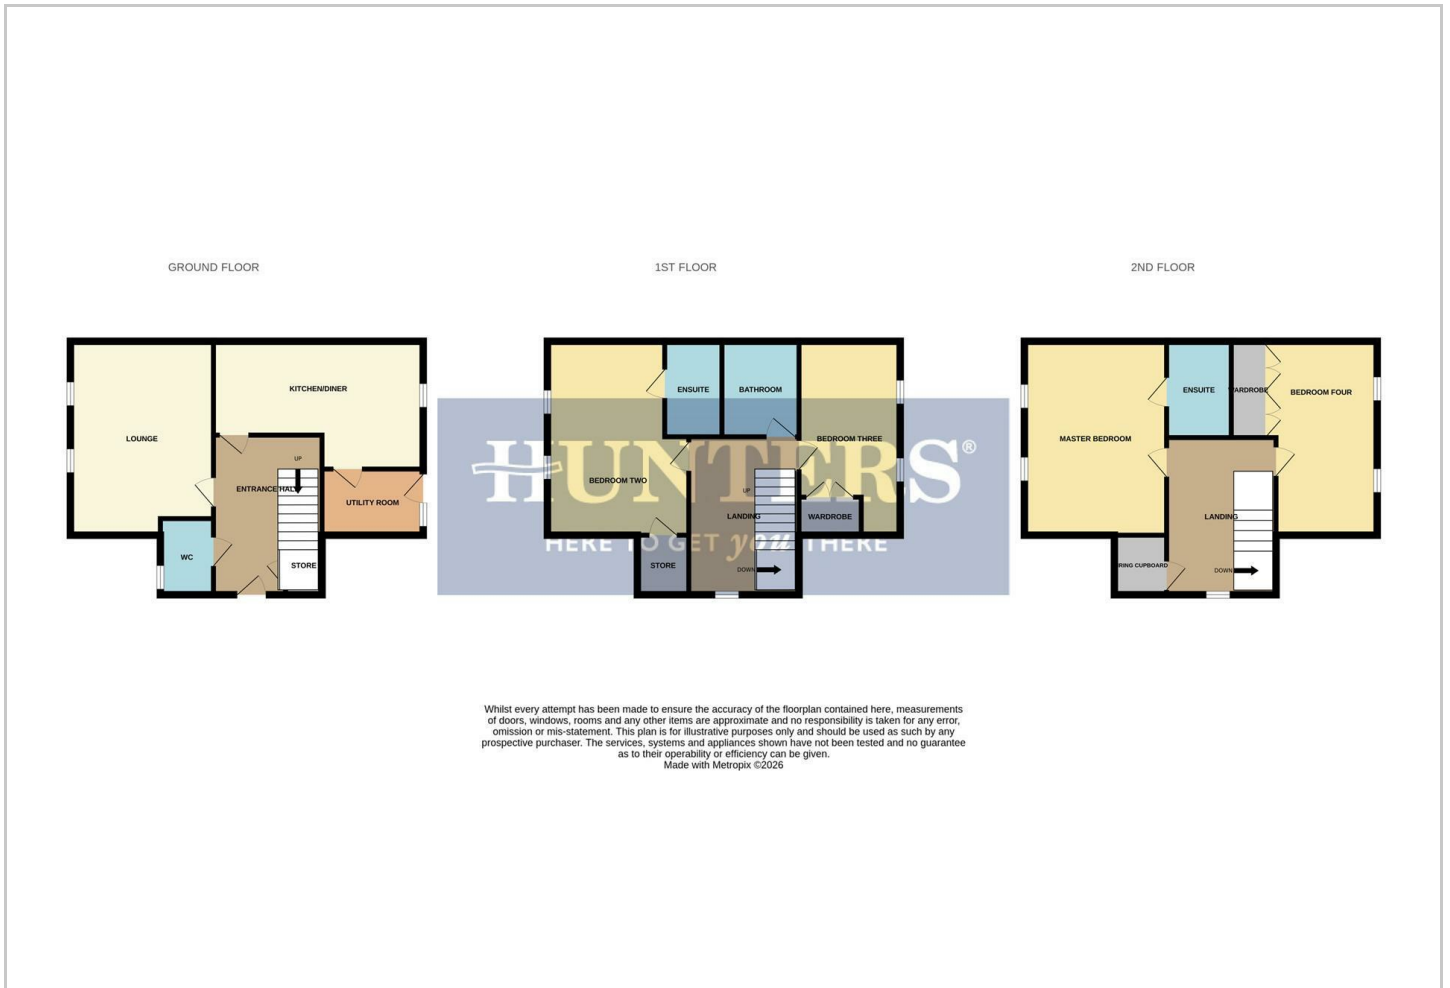 GROUND FLOOR
1ST FLOOR
2ND FLOOR
KITCHEN/DINER
LOUNGE
UP
ENTRANCE HALL
UTILITY ROOM
WC
STORE
ENSUITE
BATHROOM
BEDROOM THREE
BEDROOM TWO
UP
LANDING
WARDROBE
STORE
DOWN
HUNTERS®
HERE TO GET you THERE
ENSUITE
WARDROBE
BEDROOM FOUR
MASTER BEDROOM
LANDING
RING CUPBOARD
DOWN
Whilst every attempt has been made to ensure the accuracy of the floorplan contained here, measurements
of doors, windows, rooms and any other items are approximate and no responsibility is taken for any error,
omission or mis-statement. This plan is for illustrative purposes only and should be used as such by any
prospective purchaser. The services, systems and appliances shown have not been tested and no guarantee
as to their operability or efficiency can be given.
Made with Metropix ©2026